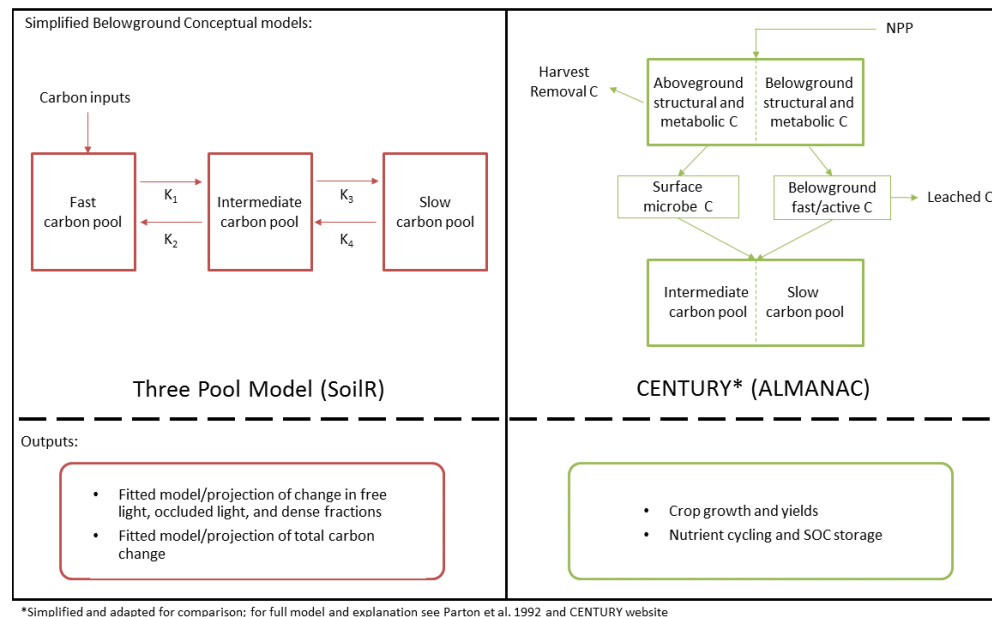 Simplified Belowground Conceptual models:
Carbon inputs
Fast
carbon pool
K1
K2
Intermediate
carbon pool
K3
K4
Slow
carbon pool
Three Pool Model (SoilR)
NPP
Harvest
Removal C
Aboveground
structural and
metabolic C
Belowground
structural and
metabolic C
Surface
microbe C
Belowground
fast/active C
Leached C
Intermediate
carbon pool
Slow
carbon pool
CENTURY* (ALMANAC)
Outputs:
• Fitted model/projection of change in free
light, occluded light, and dense fractions
• Fitted model/projection of total carbon
change
• Crop growth and yields
• Nutrient cycling and SOC storage
*Simplified and adapted for comparison; for full model and explanation see Parton et al. 1992 and CENTURY website